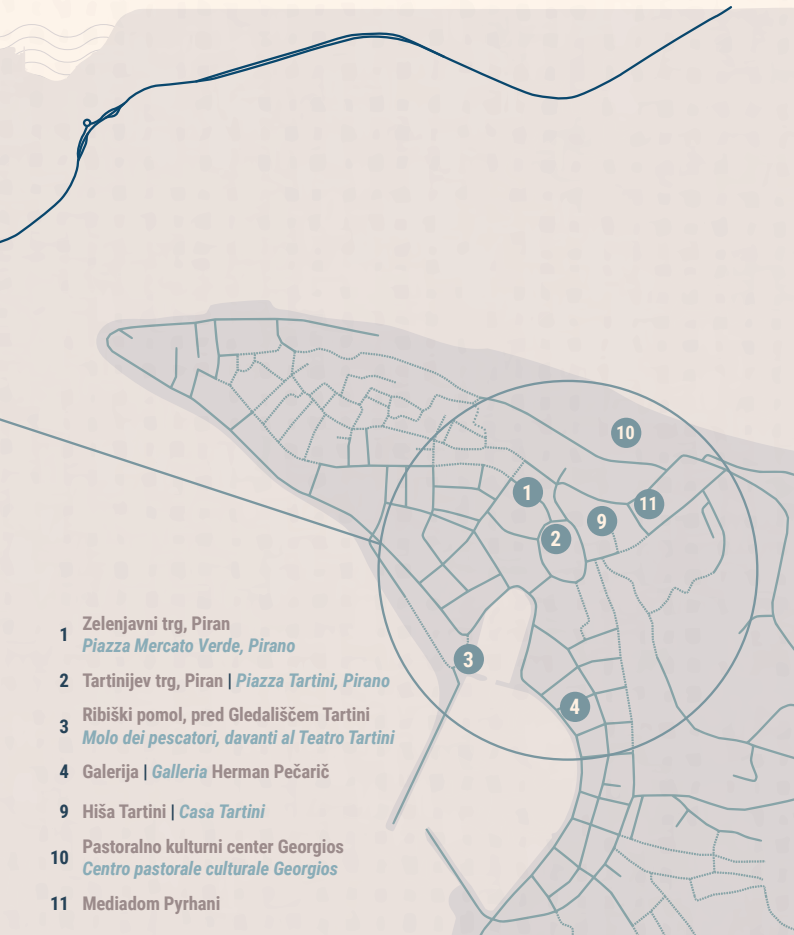 10
1
11
9
2
3
4
1 Zelenjavni trg, Piran
Piazza Mercato Verde, Pirano
2 Tartinijev trg, Piran | Piazza Tartini, Pirano
3 Ribiški pomol, pred Gledališčem Tartini
Molo dei pescatori, davanti al Teatro Tartini
4 Galerija | Galleria Herman Pečarič
9 Hiša Tartini | Casa Tartini
10 Pastoralno kulturni center Georgios
Centro pastorale culturale Georgios
11 Mediadom Pyrhani